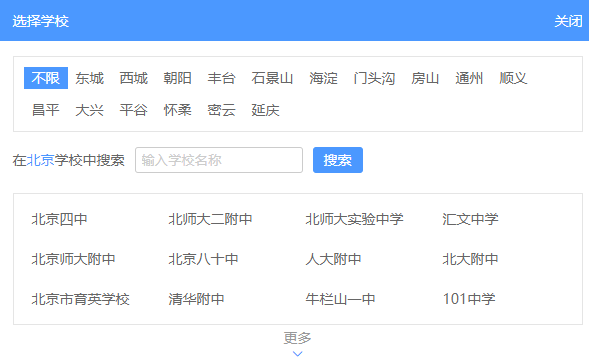 选择学校 关闭
不限 东城 西城 朝阳 丰台 石景山 海淀 门头沟 房山 通州 顺义
昌平 大兴 平谷 怀柔 密云 延庆
在北京学校中搜索 输入学校名称 搜索
北京四中 北师大二附中 北师大实验中学 汇文中学
北京师大附中 北京八十中 人大附中 北大附中
北京市育英学校 清华附中 牛栏山一中 101中学
更多